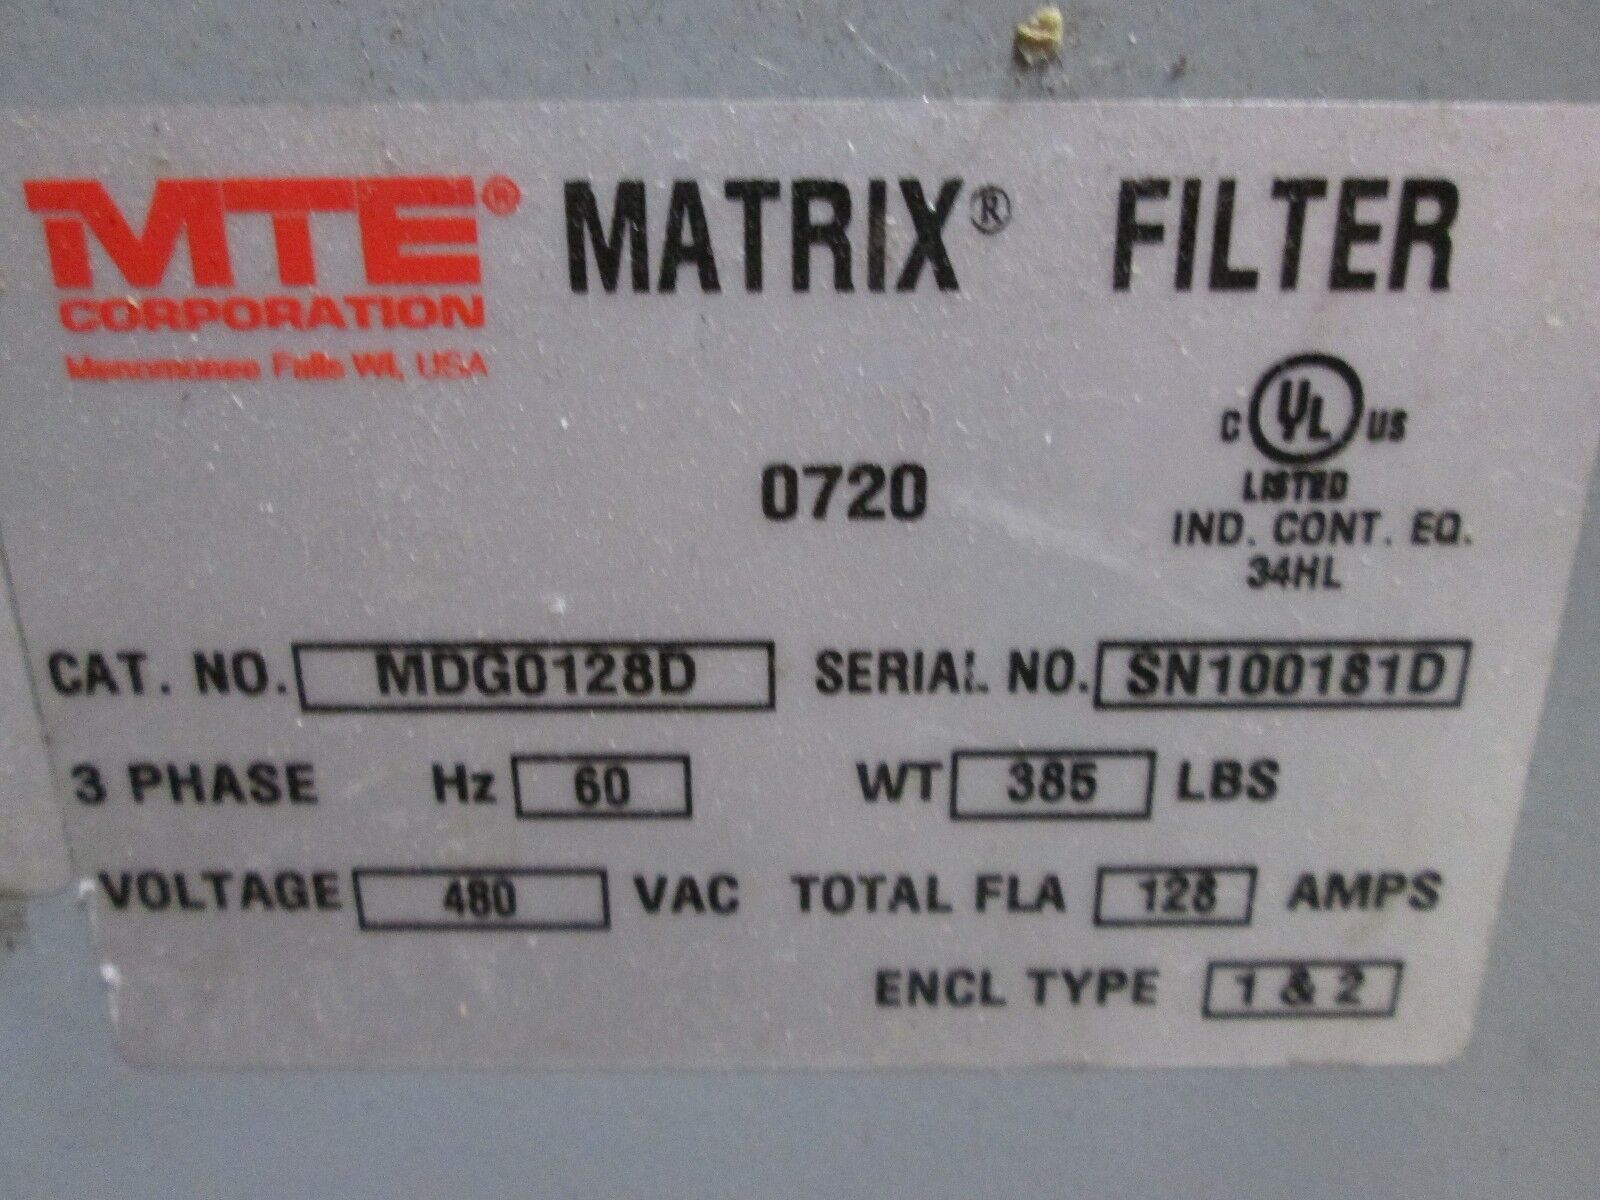 MTE® MATRIX® FILTER
CORPORATION
Menomonee Falls WI, USA
C UL US
LISTED
0720
IND. CONT. EQ.
34HL
CAT. NO. MDG0128D SERIAL NO. SN100181D
3 PHASE Hz 60 WT 385 LBS
VOLTAGE 480 VAC TOTAL FLA 128 AMPS
ENCL TYPE 1 & 2